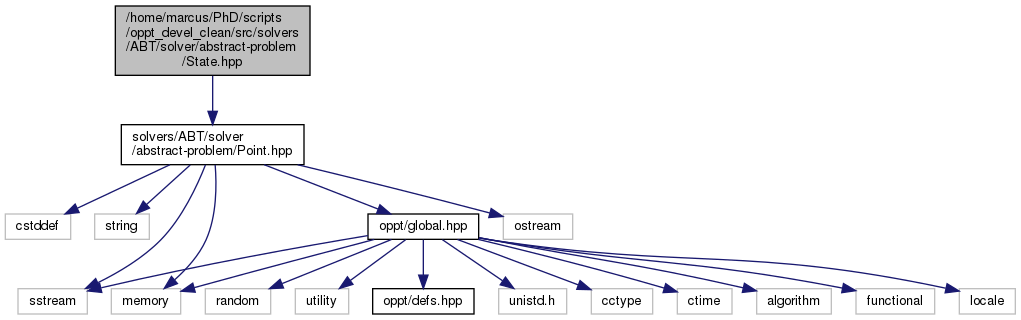 /home/marcus/PhD/scripts
/oppt_devel_clean/src/solvers
/ABT/solver/abstract-problem
/State.hpp
solvers/ABT/solver
/abstract-problem/Point.hpp
cstddef
string
oppt/global.hpp
ostream
sstream
memory
random
utility
oppt/defs.hpp
unistd.h
cctype
ctime
algorithm
functional
locale